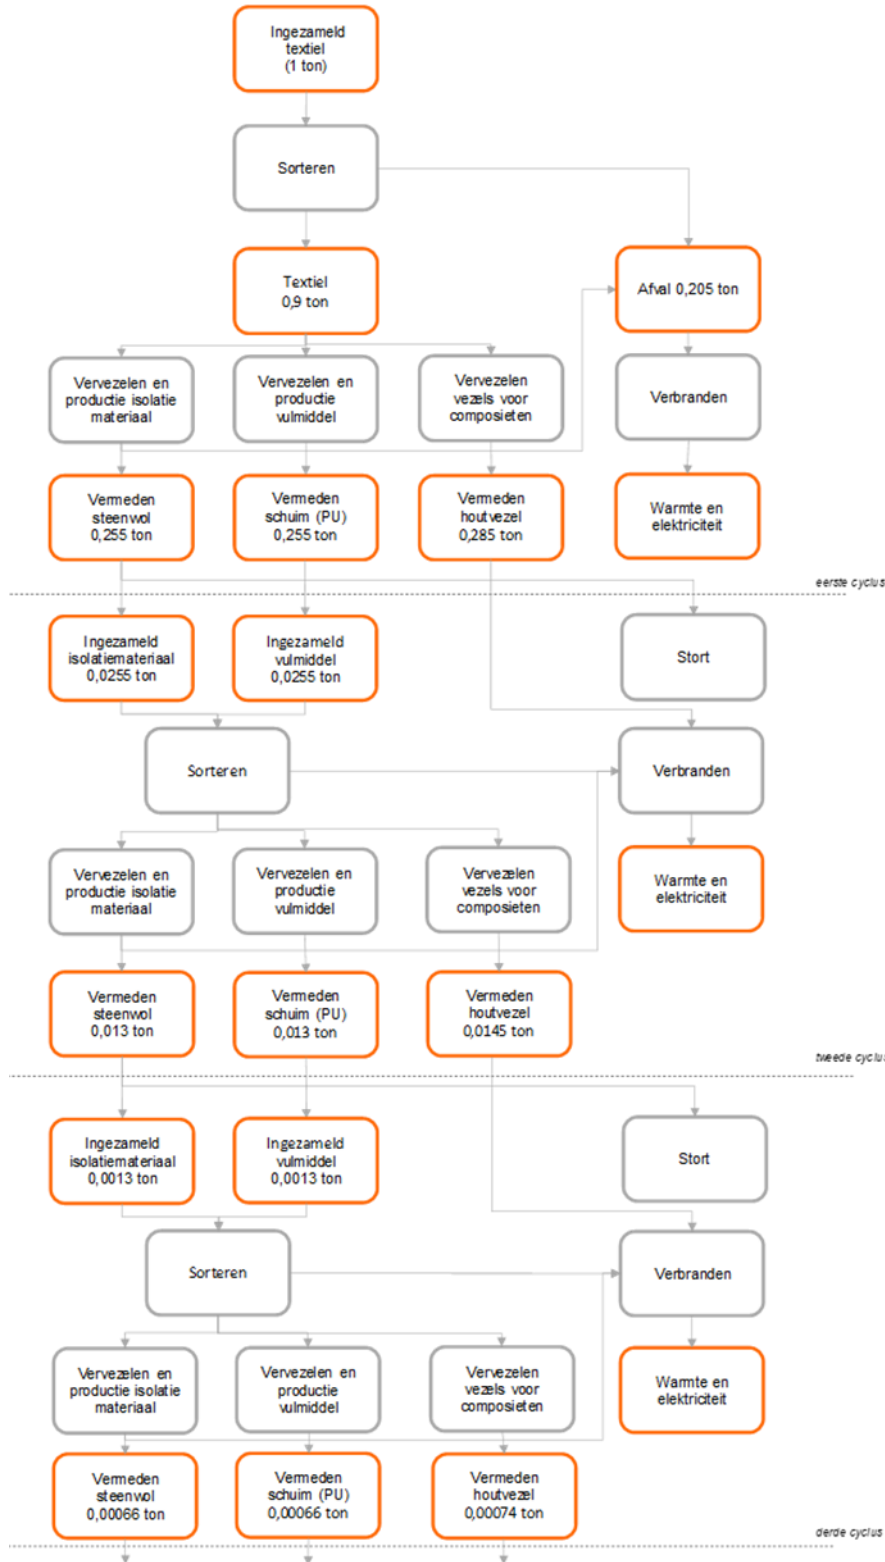 Ingezameld
textiel
(1 ton)
Sorteren
Textiel
0,9 ton
Afval 0,205 ton
Vervezelen en
productie isolatie
materiaal
Vervezelen en
productie
vulmiddel
Vervezelen
vezels voor
composieten
Verbranden
Vermeden
steenwol
0,255 ton
Vermeden
schuim (PU)
0,255 ton
Vermeden
houtvezel
0,285 ton
Warmte en
elektriciteit
eerste cyclus
Ingezameld
isolatiemateriaal
0,0255 ton
Ingezameld
vulmiddel
0,0255 ton
Stort
Sorteren
Verbranden
Vervezelen en
productie isolatie
materiaal
Vervezelen en
productie
vulmiddel
Vervezelen
vezels voor
composieten
Warmte en
elektriciteit
Vermeden
steenwol
0,013 ton
Vermeden
schuim (PU)
0,013 ton
Vermeden
houtvezel
0,0145 ton
tweede cyclus
Ingezameld
isolatiemateriaal
0,0013 ton
Ingezameld
vulmiddel
0,0013 ton
Stort
Sorteren
Verbranden
Vervezelen en
productie isolatie
materiaal
Vervezelen en
productie
vulmiddel
Vervezelen
vezels voor
composieten
Warmte en
elektriciteit
Vermeden
steenwol
0,00066 ton
Vermeden
schuim (PU)
0,00066 ton
Vermeden
houtvezel
0,00074 ton
derde cyclus